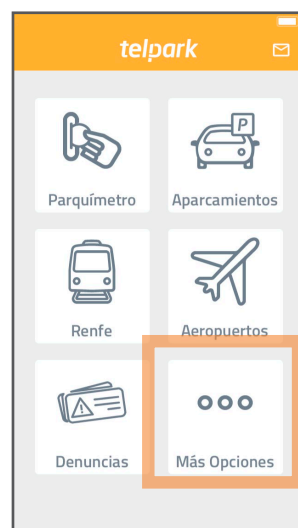 telpark
P
Parquímetro
Aparcamientos
Renfe
Aeropuertos
Denuncias
Más Opciones